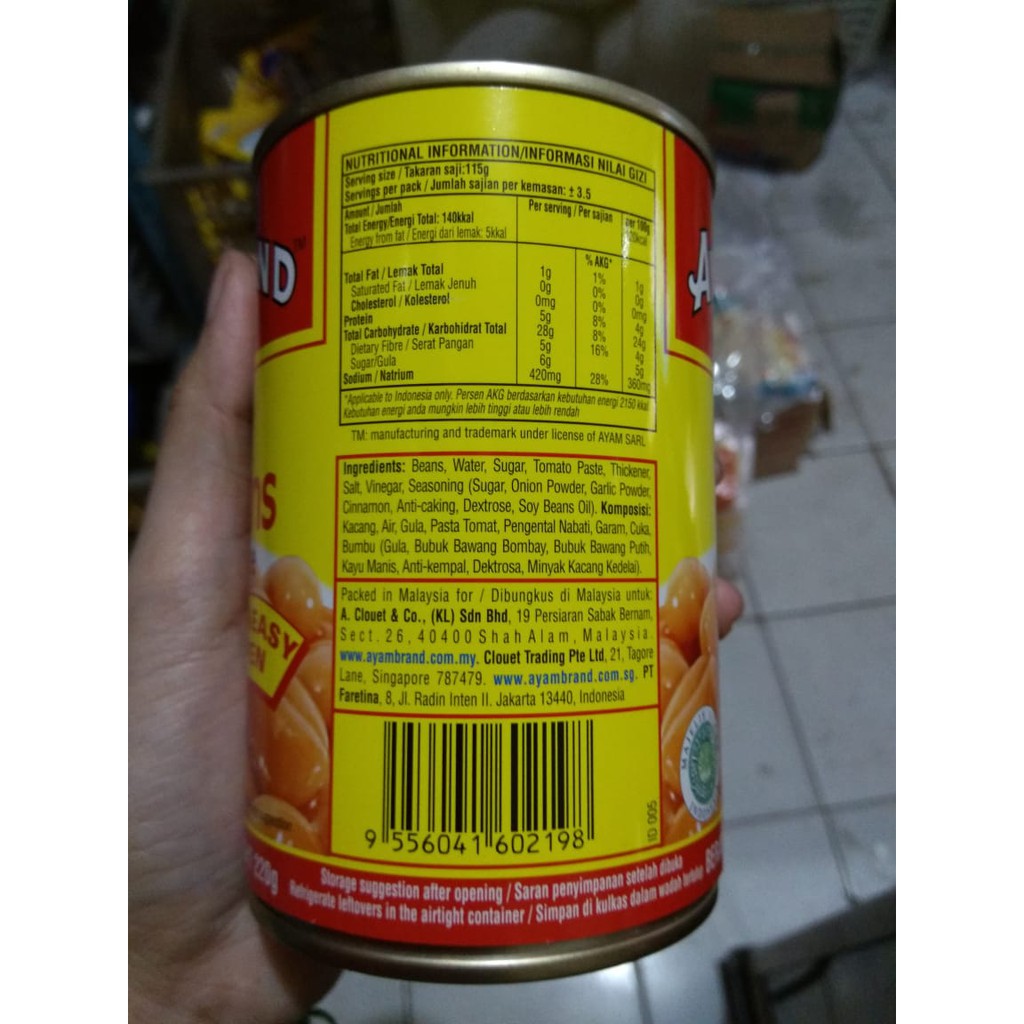 ND
TM
A
NUTRITIONAL INFORMATION/INFORMASI NILAI GIZI
Serving size / Takaran saji:115g
Servings per pack / Jumlah sajian per kemasan: ± 3.5
Amount / Jumlah Per serving / Per sajian per 100g
Total Energy/Energi Total: 140kkal
Energy from fat / Energi dari lemak: 5kkal
% AKG*
Total Fat / Lemak Total 1g 1% 1g
Saturated Fat / Lemak Jenuh 0g 0% 0g
Cholesterol / Kolesterol 0mg 0% 0mg
Protein 5g 8% 4g
Total Carbohydrate / Karbohidrat Total 28g 8% 24g
Dietary Fibre / Serat Pangan 5g 16% 4g
Sugar/Gula 6g 5g
Sodium / Natrium 420mg 28% 360mg
*Applicable to Indonesia only. Persen AKG berdasarkan kebutuhan energi 2150 kkal
Kebutuhan energi anda mungkin lebih tinggi atau lebih rendah
TM: manufacturing and trademark under license of AYAM SARL
Ingredients: Beans, Water, Sugar, Tomato Paste, Thickener,
Salt, Vinegar, Seasoning (Sugar, Onion Powder, Garlic Powder,
Cinnamon, Anti-caking, Dextrose, Soy Beans Oil). Komposisi:
Kacang, Air, Gula, Pasta Tomat, Pengental Nabati, Garam, Cuka,
Bumbu (Gula, Bubuk Bawang Bombay, Bubuk Bawang Putih,
Kayu Manis, Anti-kempal, Dektrosa, Minyak Kacang Kedelai).
ns
EASY
EN
Packed in Malaysia for / Dibungkus di Malaysia untuk:
A. Clouet & Co., (KL) Sdn Bhd, 19 Persiaran Sabak Bernam,
Sect. 26, 40400 Shah Alam, Malaysia.
www.ayambrand.com.my. Clouet Trading Pte Ltd, 21, Tagore
Lane, Singapore 787479. www.ayambrand.com.sg. PT
Faretina, 8, Jl. Radin Inten II. Jakarta 13440, Indonesia
9 556041 602198
ID 005
220g
Storage suggestion after opening / Saran penyimpanan setelah dibuka
Refrigerate leftovers in the airtight container / Simpan di kulkas dalam wadah tertutup